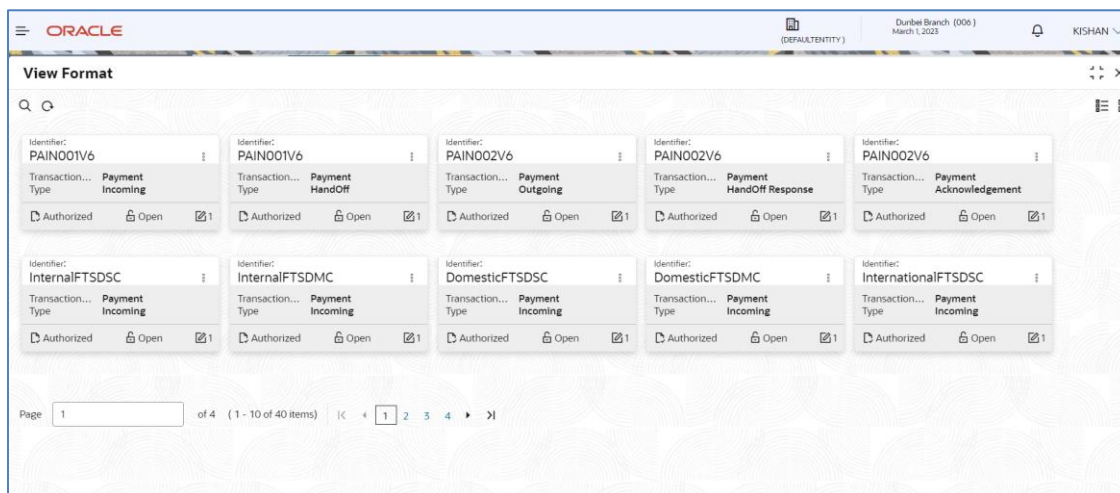 ORACLE
(DEFAULTENTITY)
Dunbei Branch (006)
March 1, 2023
KISHAN
View Format
Identifier:
PAIN001V6
Transaction... Payment
Type Incoming
Authorized Open 1
Identifier:
PAIN001V6
Transaction... Payment
Type HandOff
Authorized Open 1
Identifier:
PAIN002V6
Transaction... Payment
Type Outgoing
Authorized Open 1
Identifier:
PAIN002V6
Transaction... Payment
Type HandOff Response
Authorized Open 1
Identifier:
PAIN002V6
Transaction... Payment
Type Acknowledgement
Authorized Open 1
Identifier:
InternalFTSDSC
Transaction... Payment
Type Incoming
Authorized Open 1
Identifier:
InternalFTSDMC
Transaction... Payment
Type Incoming
Authorized Open 1
Identifier:
DomesticFTSDSC
Transaction... Payment
Type Incoming
Authorized Open 1
Identifier:
DomesticFTSDMC
Transaction... Payment
Type Incoming
Authorized Open 1
Identifier:
InternationalFTSDSC
Transaction... Payment
Type Incoming
Authorized Open 1
Page 1 of 4 (1 - 10 of 40 items) 1 2 3 4